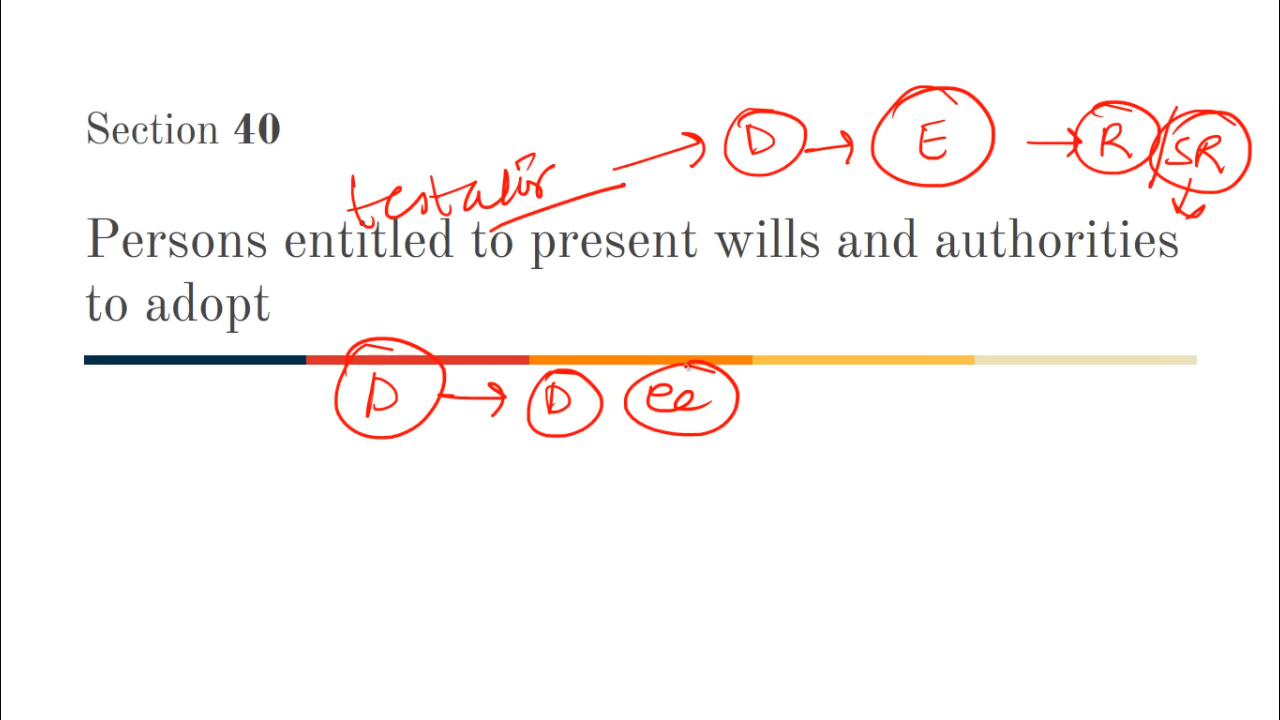 Section 40
D → E → R / SR
testator
Persons entitled to present wills and authorities
to adopt
D → D ee